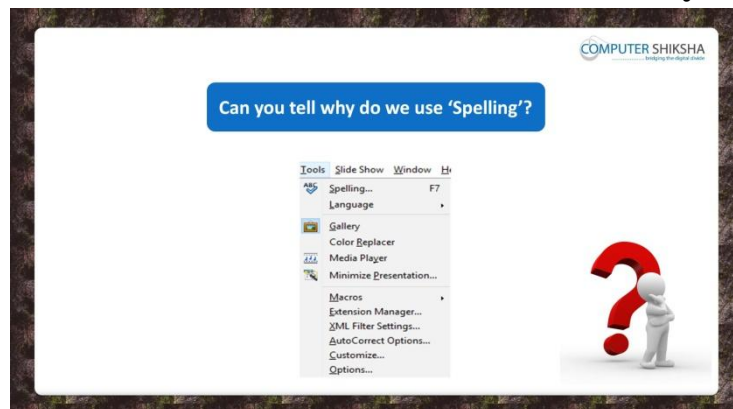 COMPUTER SHIKSHA
bridging the digital divide
Can you tell why do we use ‘Spelling’?
Tools Slide Show Window
ABC Spelling... F7
Language
Gallery
Color Replacer
Media Player
Minimize Presentation...
Macros
Extension Manager...
XML Filter Settings...
AutoCorrect Options...
Customize...
Options...